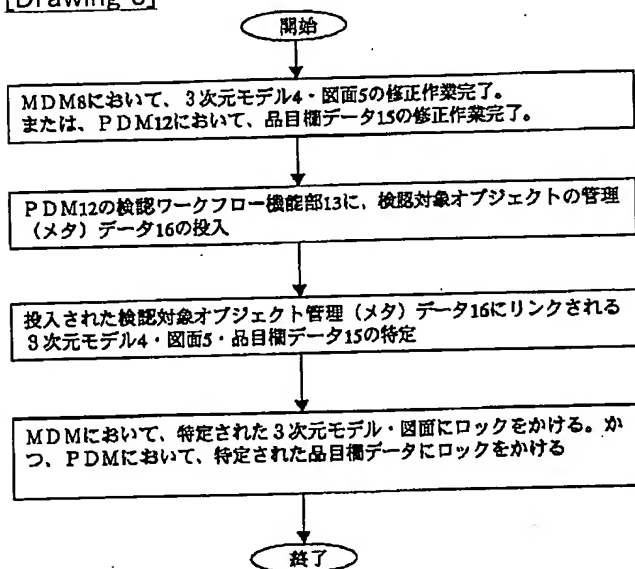 開始
MDM8において、3次元モデル4・図面5の修正作業完了。
または、PDM12において、品目欄データ15の修正作業完了。
PDM12の検認ワークフロー機能部13に、検認対象オブジェクトの管理
(メタ)データ16の投入
投入された検認対象オブジェクト管理(メタ)データ16にリンクされる
3次元モデル4・図面5・品目欄データ15の特定
MDMにおいて、特定された3次元モデル・図面にロックをかける。か
つ、PDMにおいて、特定された品目欄データにロックをかける
終了